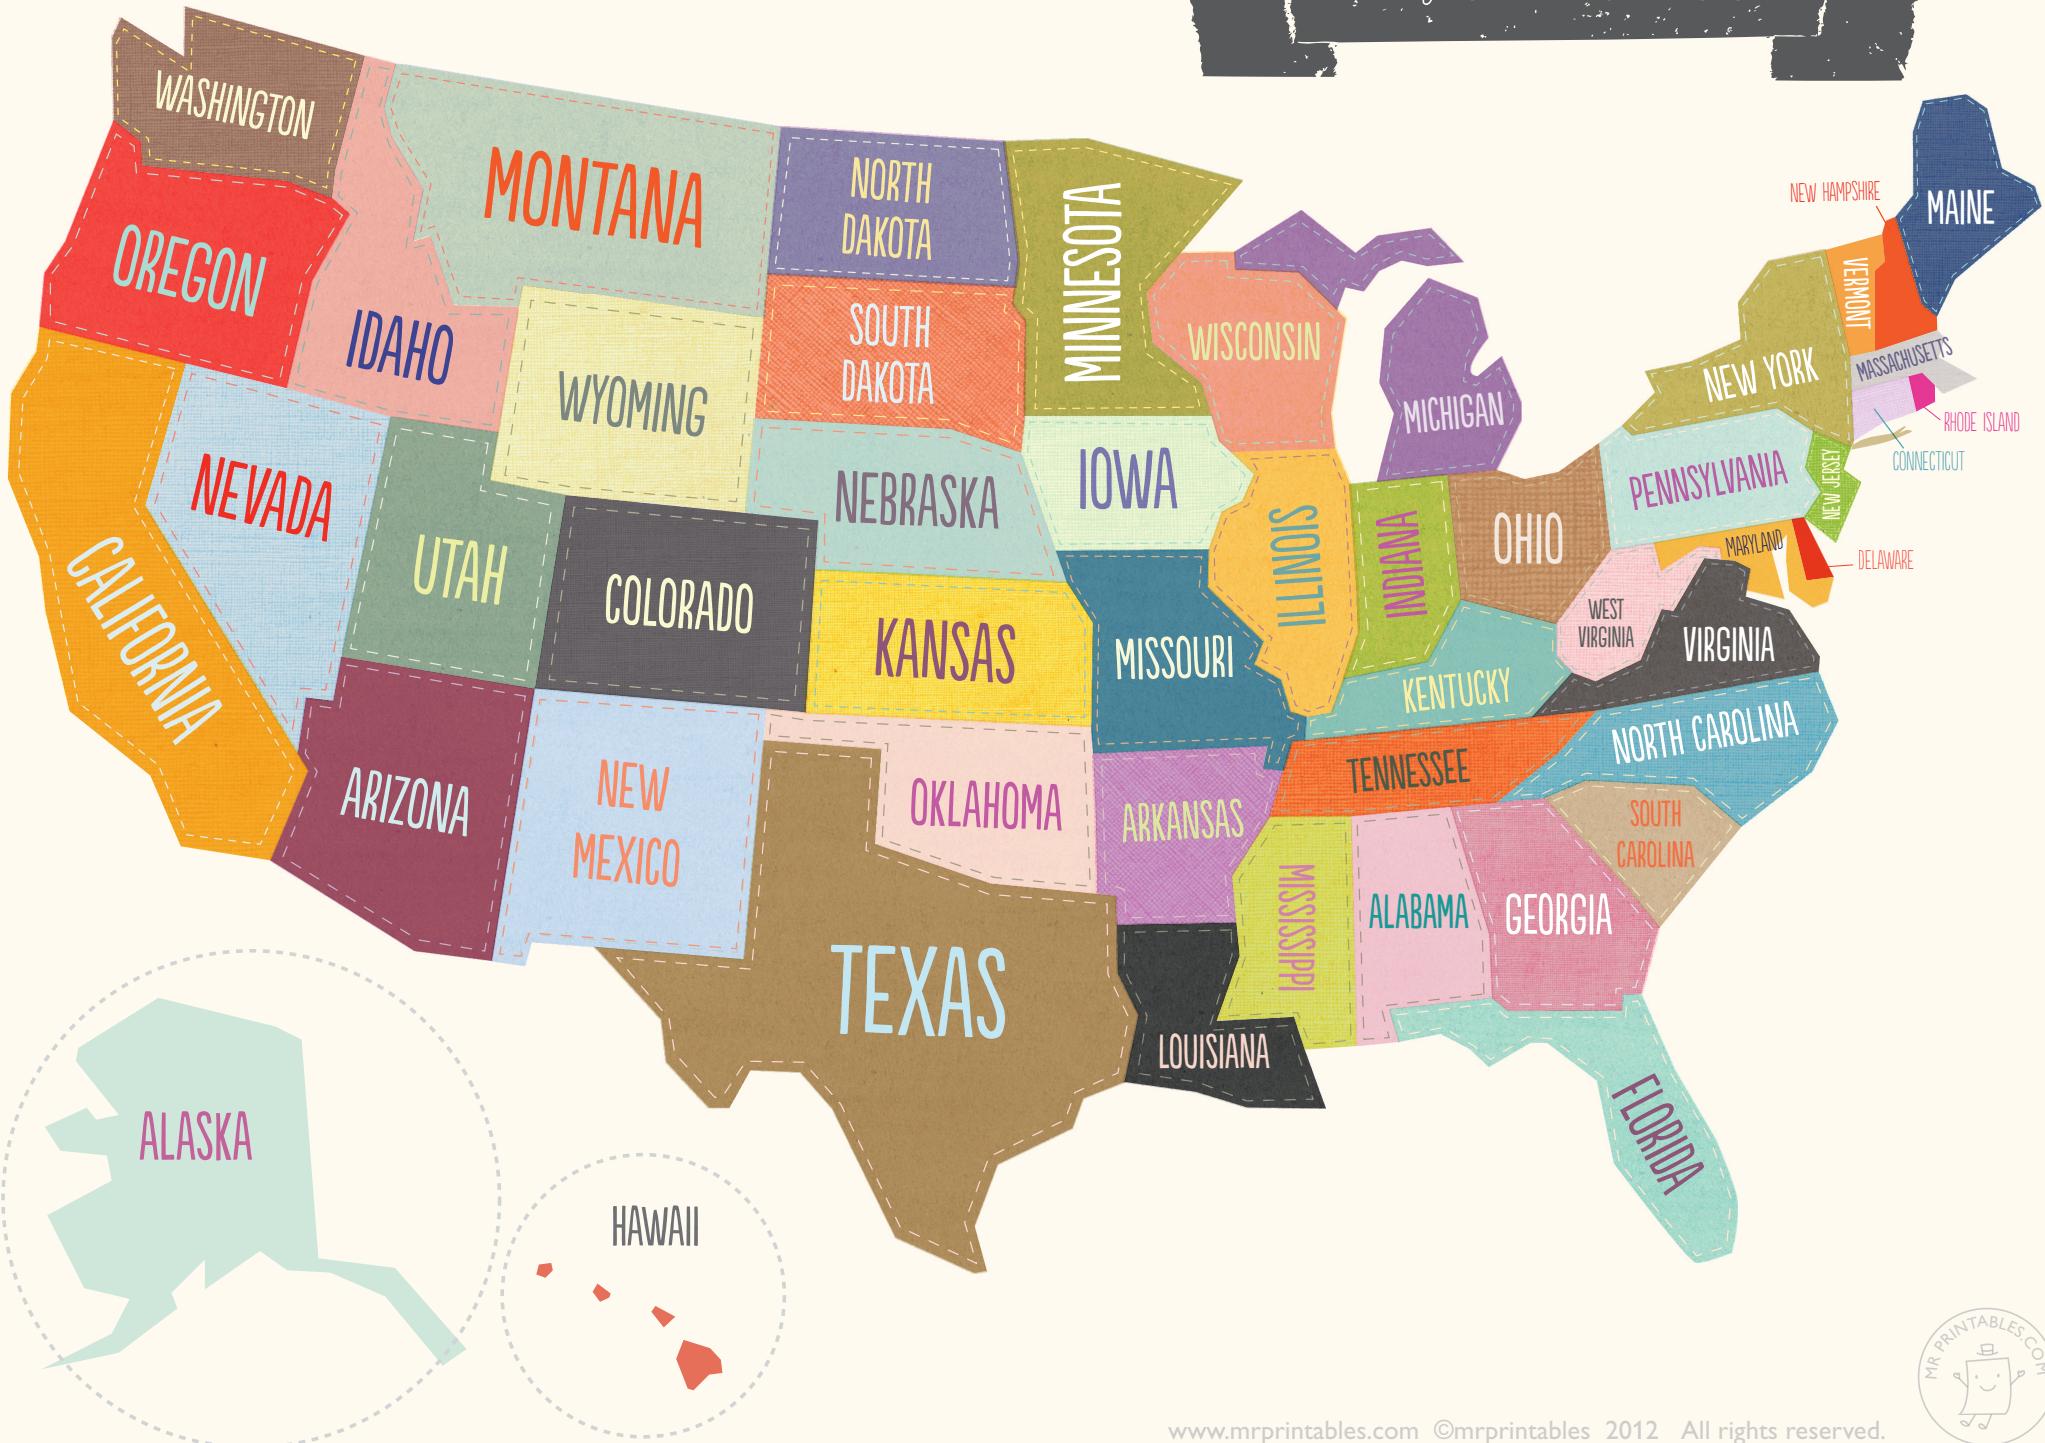 WASHINGTON
MONTANA
NORTH
DAKOTA
MINNESOTA
NEW HAMPSHIRE
MAINE
OREGON
IDAHO
WYOMING
SOUTH
DAKOTA
WISCONSIN
MICHIGAN
VERMONT
NEW YORK
MASSACHUSETTS
RHODE ISLAND
CONNECTICUT
NEVADA
UTAH
COLORADO
NEBRASKA
IOWA
ILLINOIS
INDIANA
OHIO
PENNSYLVANIA
NEW JERSEY
MARYLAND
DELAWARE
CALIFORNIA
KANSAS
MISSOURI
KENTUCKY
WEST
VIRGINIA
VIRGINIA
ARIZONA
NEW
MEXICO
OKLAHOMA
ARKANSAS
TENNESSEE
NORTH CAROLINA
SOUTH
CAROLINA
TEXAS
LOUISIANA
MISSISSIPPI
ALABAMA
GEORGIA
FLORIDA
ALASKA
HAWAII
MR PRINTABLES.COM
www.mrprintables.com ©mrprintables 2012 All rights reserved.